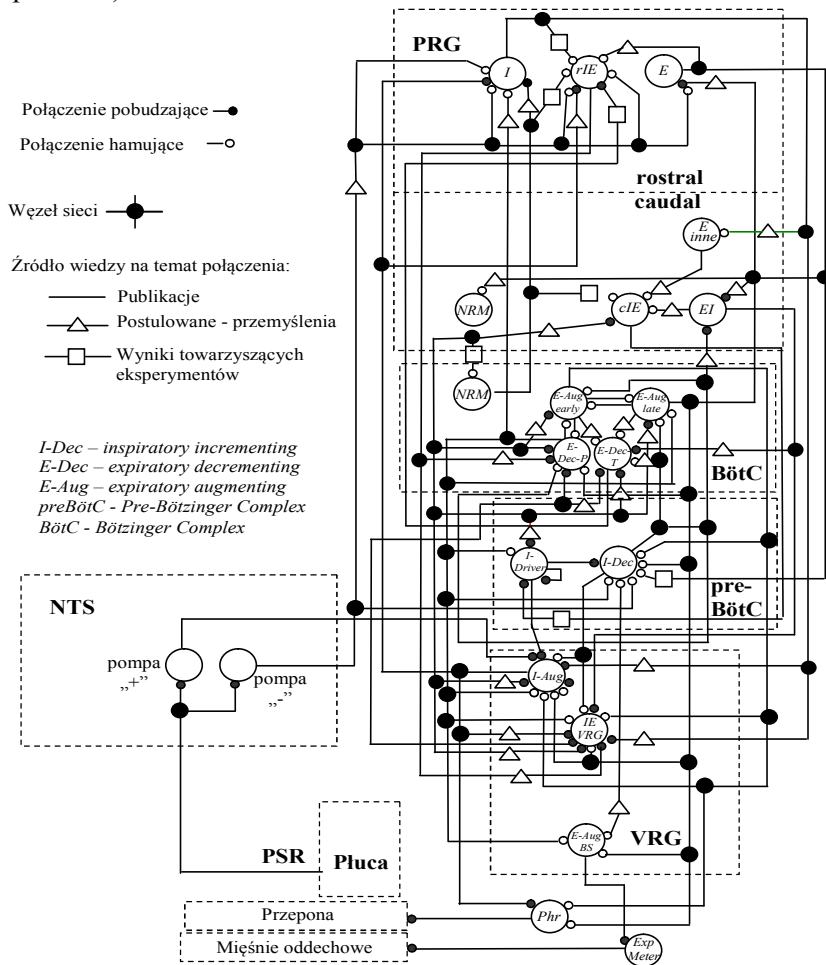 PRG
I
rIE
E
Połączenie pobudzające
Połączenie hamujące
rostral
caudal
Węzeł sieci
E
inne
Źródło wiedzy na temat połączenia:
Publikacje
Postulowane - przemyślenia
Wyniki towarzyszących
eksperymentów
NRM
cIE
EI
NRM
E-Aug
early
E-Aug
late
E-
Dec-P
E-Dec-
T
BötC
I-Dec – inspiratory incrementing
E-Dec – expiratory decrementing
E-Aug – expiratory augmenting
preBötC - Pre-Bötzinger Complex
BötC - Bötzinger Complex
I-
Driver
I-Dec
pre-
BötC
NTS
pompa
„+”
pompa
„-”
I-Aug
IE
VRG
E-Aug
BS
VRG
PSR
Płuca
Przepona
Phr
Mięśnie oddechowe
Exp
Meter